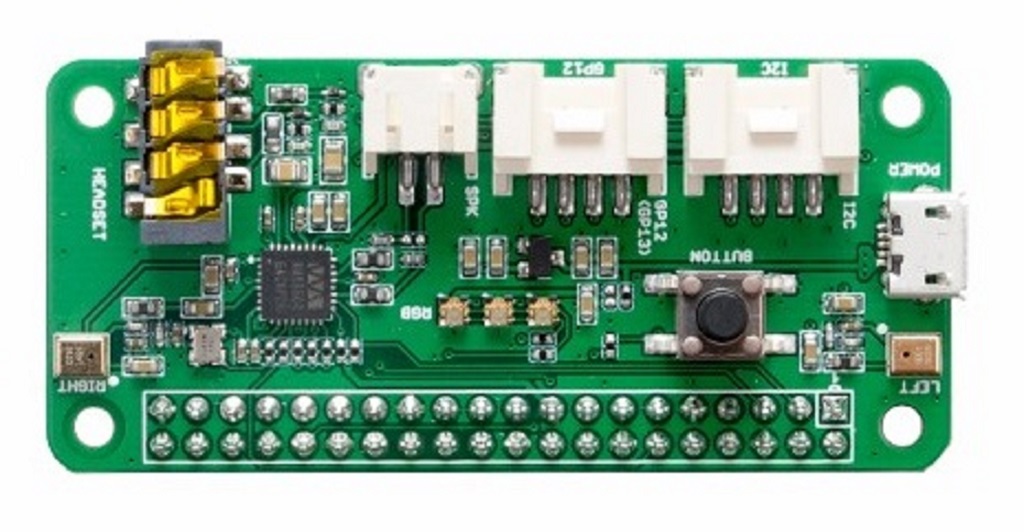 GP12
I2C
HEADSET
SPK
GP12
(GP13)
I2C
POWER
BUTTON
RGB
RIGHT
LEFT